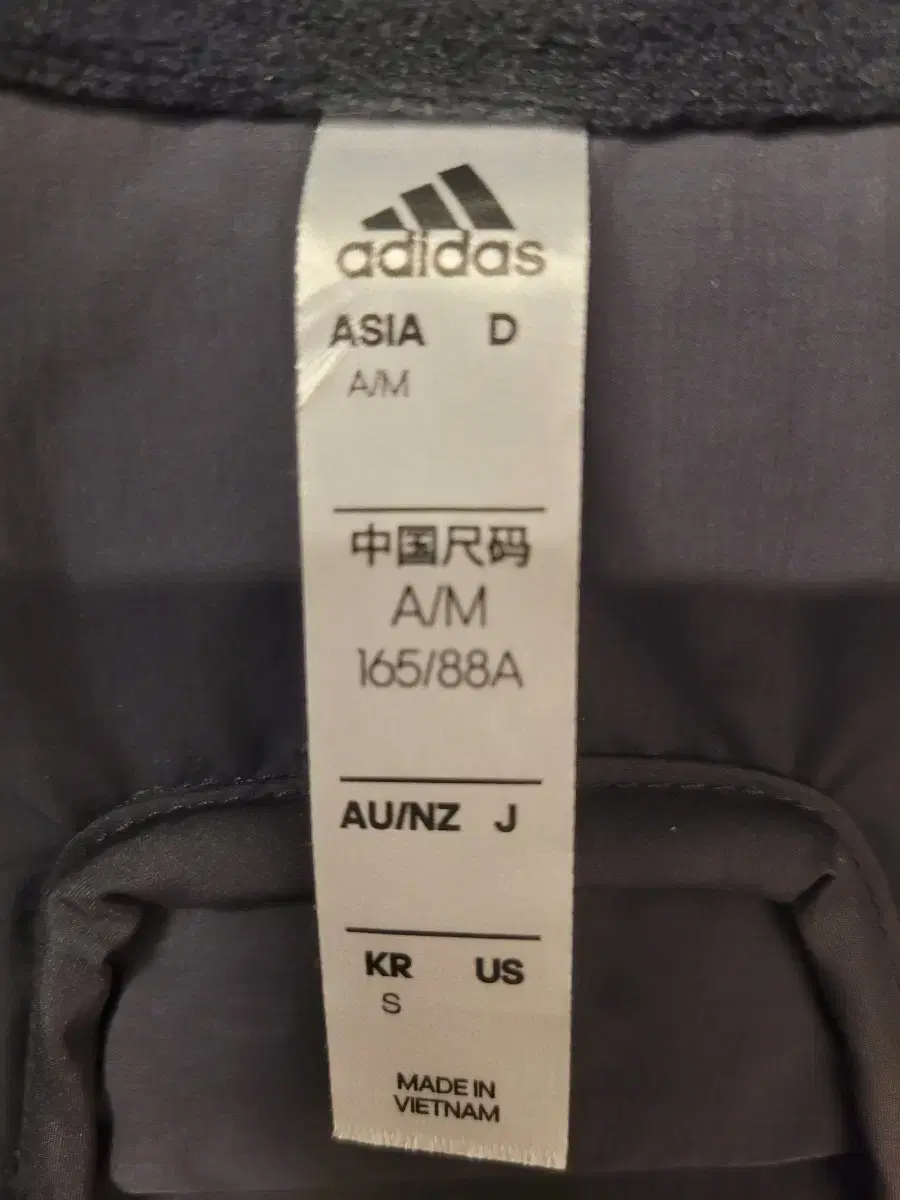 adidas
ASIA D
A/M
中国尺码
A/M
165/88A
AU/NZ J
KR US
S
MADE IN
VIETNAM